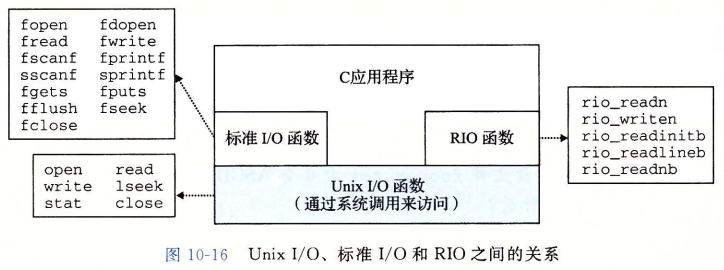 fopen fdopen
fread fwrite
fscanf fprintf
sscanf sprintf
fgets fputs
fflush fseek
fclose
C应用程序
标准 I/O 函数
RIO 函数
rio_readn
rio_writen
rio_readinitb
rio_readlineb
rio_readnb
open read
write lseek
stat close
Unix I/O 函数
（通过系统调用来访问）
图 10-16 Unix I/O、标准 I/O 和 RIO 之间的关系